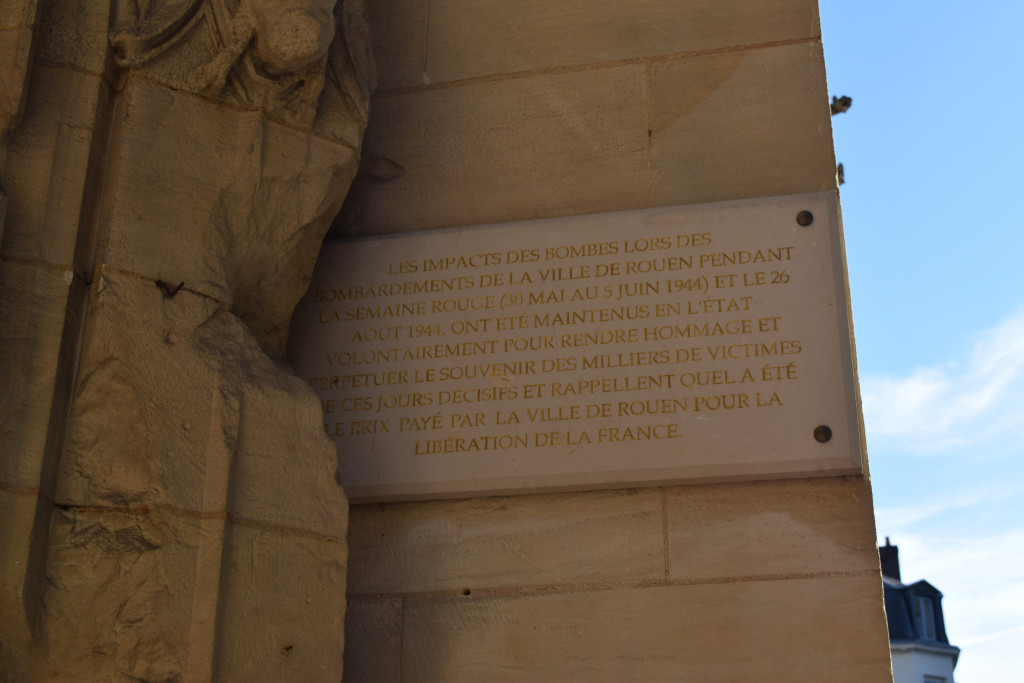 LES IMPACTS DES BOMBES LORS DES
BOMBARDEMENTS DE LA VILLE DE ROUEN PENDANT
LA SEMAINE ROUGE (30 MAI AU 5 JUIN 1944) ET LE 26
AOÛT 1944, ONT ÉTÉ MAINTENUS EN L'ÉTAT
VOLONTAIREMENT POUR RENDRE HOMMAGE ET
PERPETUER LE SOUVENIR DES MILLIERS DE VICTIMES
DE CES JOURS DECISIFS ET RAPPELLENT QUEL A ÉTÉ
LE PRIX PAYÉ PAR LA VILLE DE ROUEN POUR LA
LIBÉRATION DE LA FRANCE.